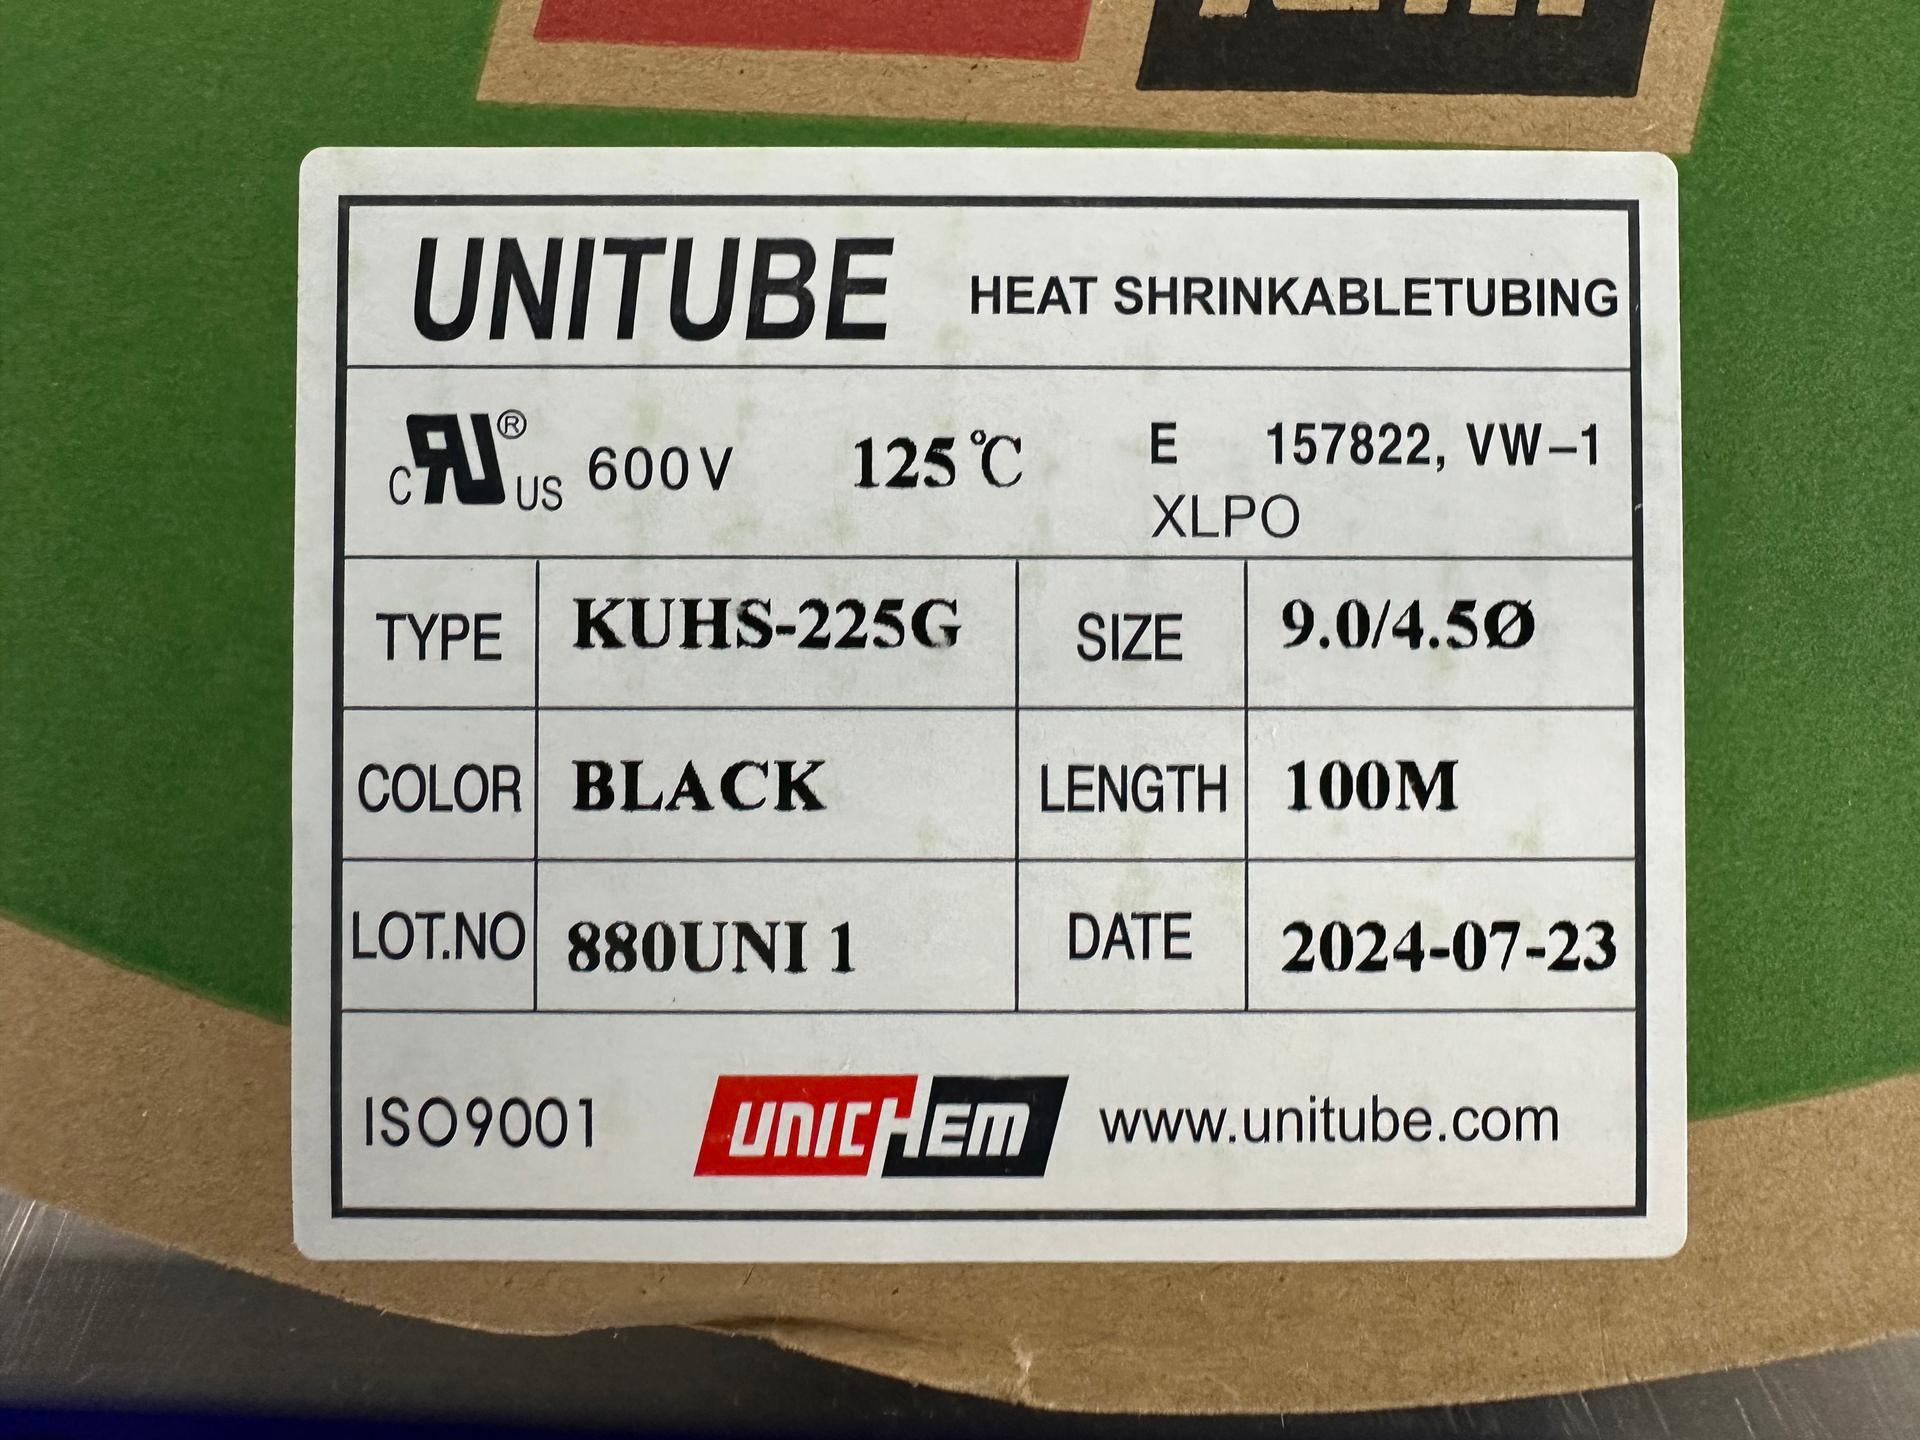 UNITUBE HEAT SHRINKABLETUBING
c RU ® US 600V 125℃ E 157822, VW-1
XLPO
TYPE KUHS-225G SIZE 9.0/4.5Ø
COLOR BLACK LENGTH 100M
LOT.NO 880UNI 1 DATE 2024-07-23
ISO9001 UNICHEM www.unitube.com